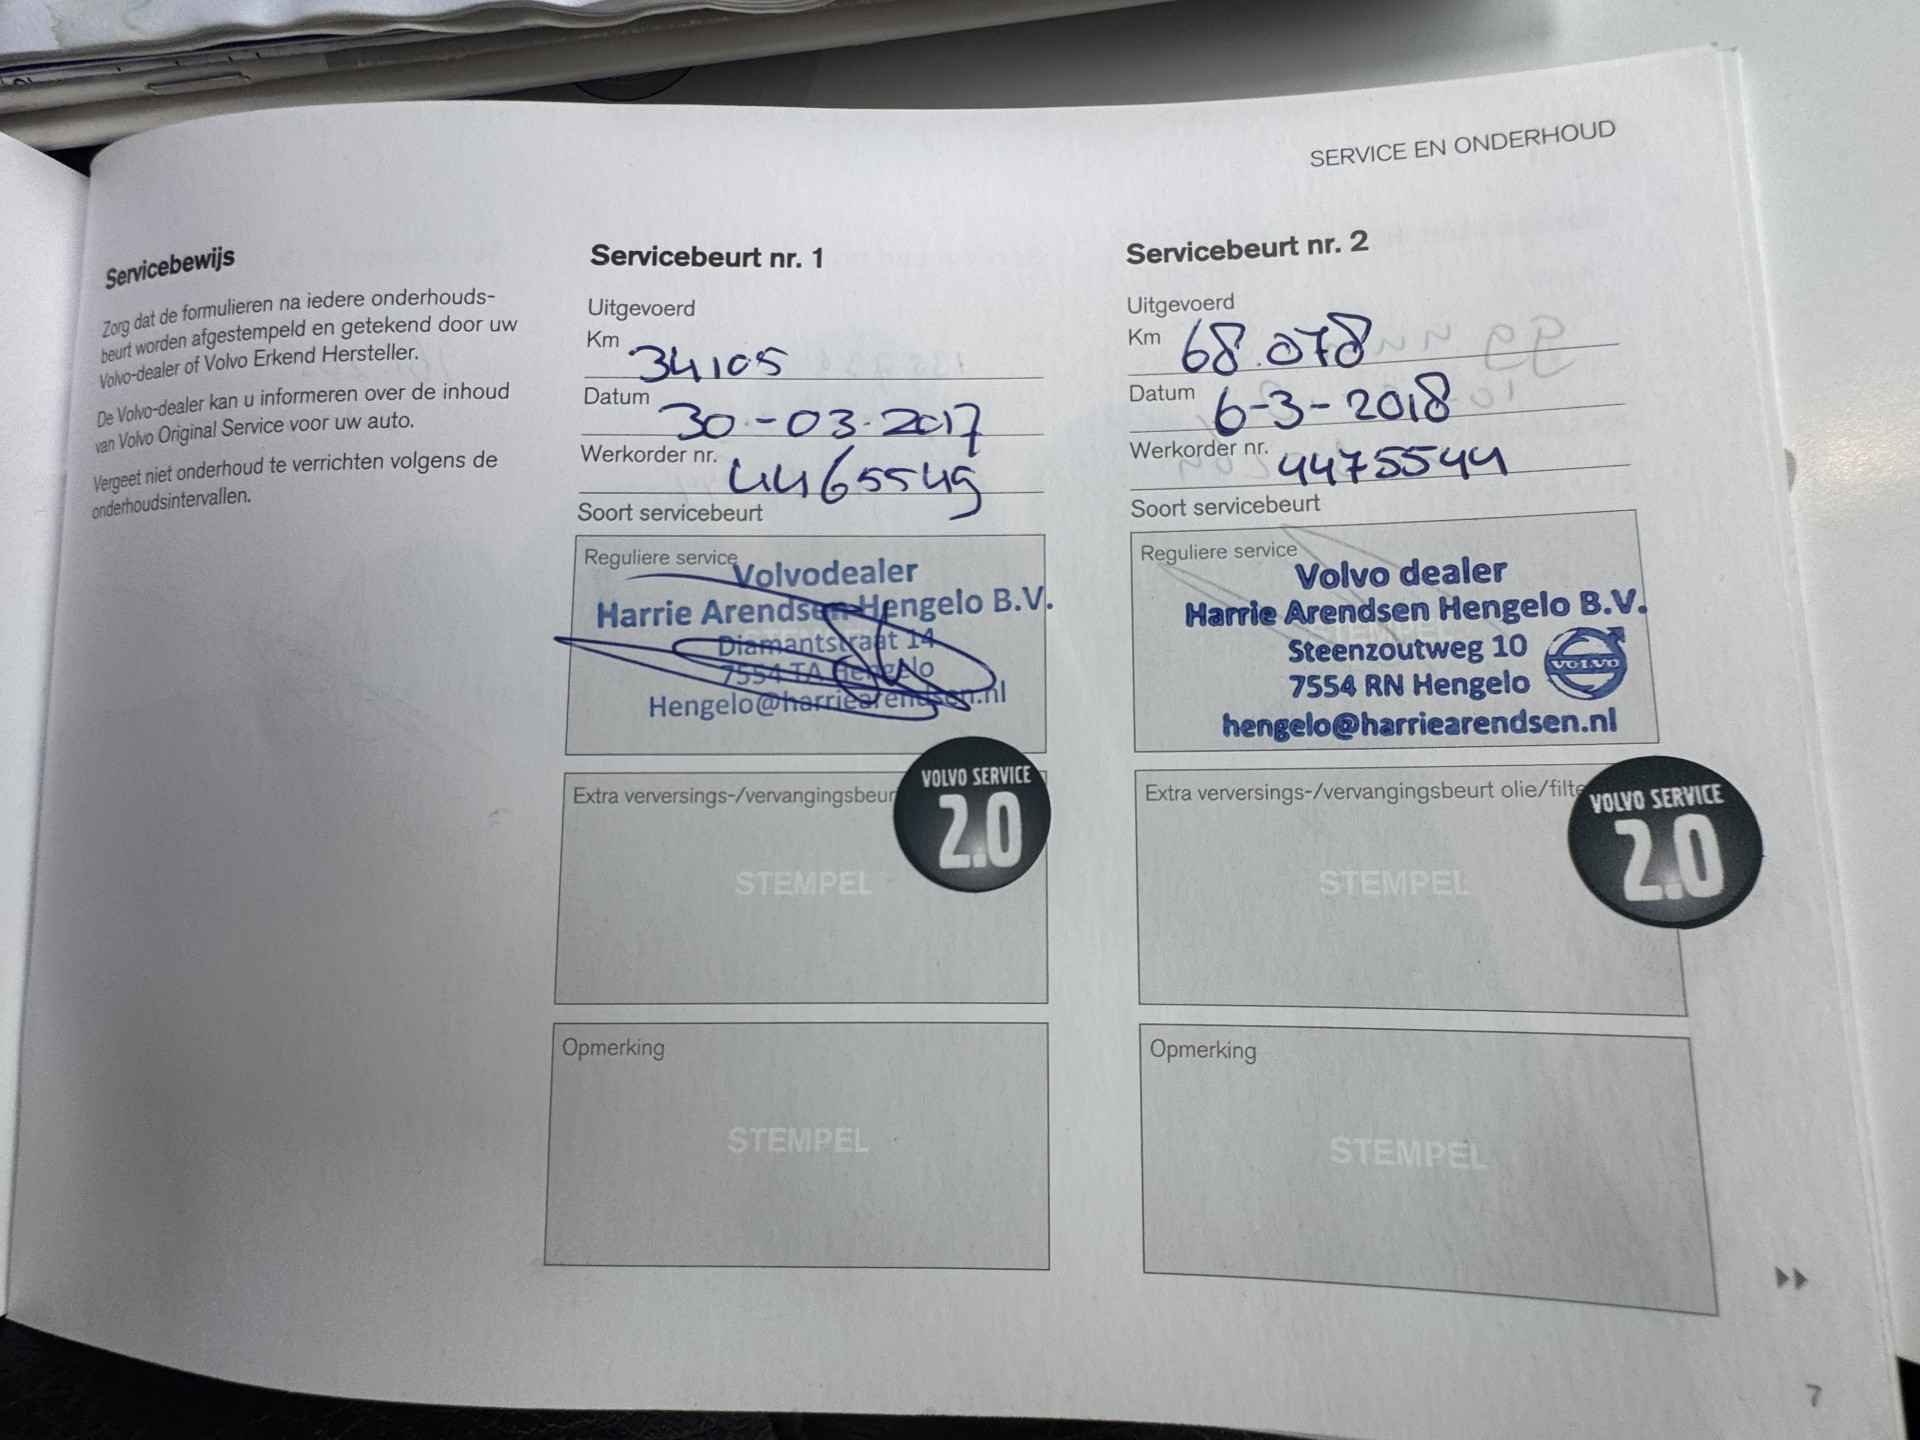 SERVICE EN ONDERHOUD
Servicebewijs
Zorg dat de formulieren na iedere onderhouds-
beurt worden afgestempeld en getekend door uw
Volvo-dealer of Volvo Erkend Hersteller.
De Volvo-dealer kan u informeren over de inhoud
van Volvo Original Service voor uw auto.
Vergeet niet onderhoud te verrichten volgens de
onderhoudsintervallen.
Servicebeurt nr. 1
Uitgevoerd
Km 34105
Datum 30-03-2017
Werkorder nr. 4465549
Soort servicebeurt
Reguliere service
Volvodealer
Harrie Arendsen Hengelo B.V.
Diamantstraat 14
7554 TA Hengelo
Hengelo@harriearendsen.nl
VOLVO SERVICE
2.0
Extra verversings-/vervangingsbeur
STEMPEL
Opmerking
STEMPEL
Servicebeurt nr. 2
Uitgevoerd
Km 68.078
Datum 6-3-2018
Werkorder nr. 4475544
Soort servicebeurt
Reguliere service
Volvo dealer
Harrie Arendsen Hengelo B.V.
Steenzoutweg 10
7554 RN Hengelo
VOLVO
hengelo@harriearendsen.nl
VOLVO SERVICE
2.0
Extra verversings-/vervangingsbeurt olie/filte
STEMPEL
Opmerking
STEMPEL
7